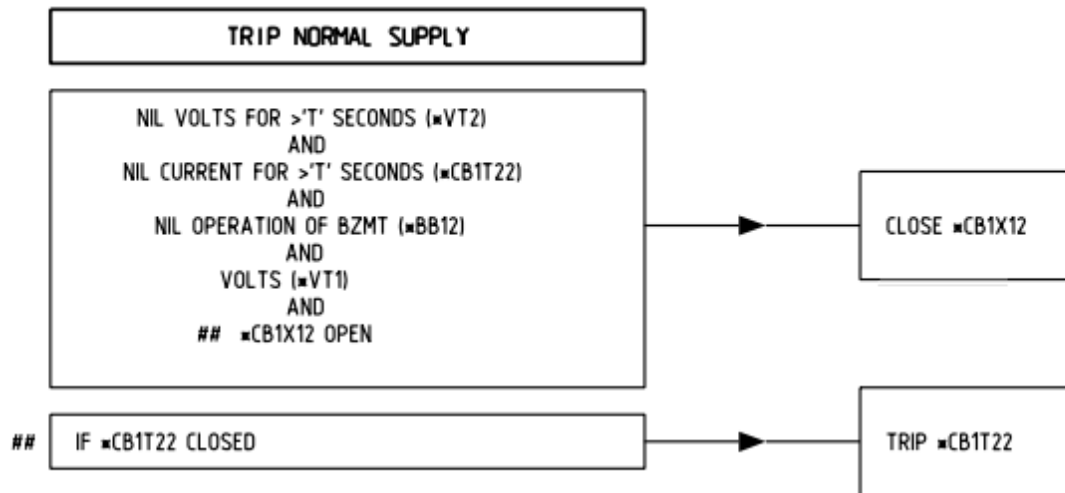 TRIP NORMAL SUPPLY
NIL VOLTS FOR >'T' SECONDS (*VT2)
AND
NIL CURRENT FOR >'T' SECONDS (*CB1T22)
AND
NIL OPERATION OF BZMT (*BB12)
AND
VOLTS (*VT1)
AND
## *CB1X12 OPEN
CLOSE *CB1X12
## IF *CB1T22 CLOSED
TRIP *CB1T22